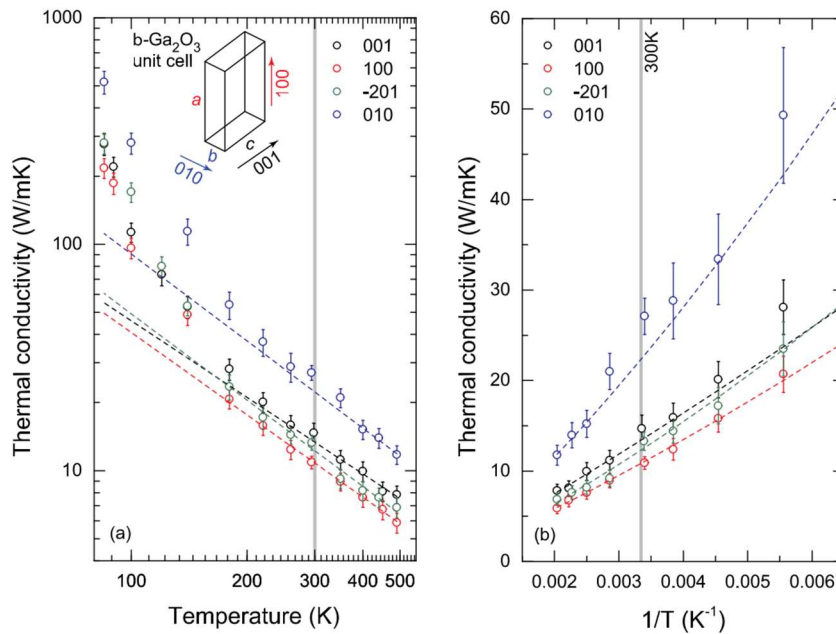 1000
100
10
Thermal conductivity (W/mK)
b-Ga₂O₃
unit cell
a
b
c
100
010
001
001
100
-201
010
(a)
100
200
300
400
500
Temperature (K)
60
50
40
30
20
10
0
Thermal conductivity (W/mK)
001
100
-201
010
300K
(b)
0.002
0.003
0.004
0.005
0.006
1/T (K⁻¹)